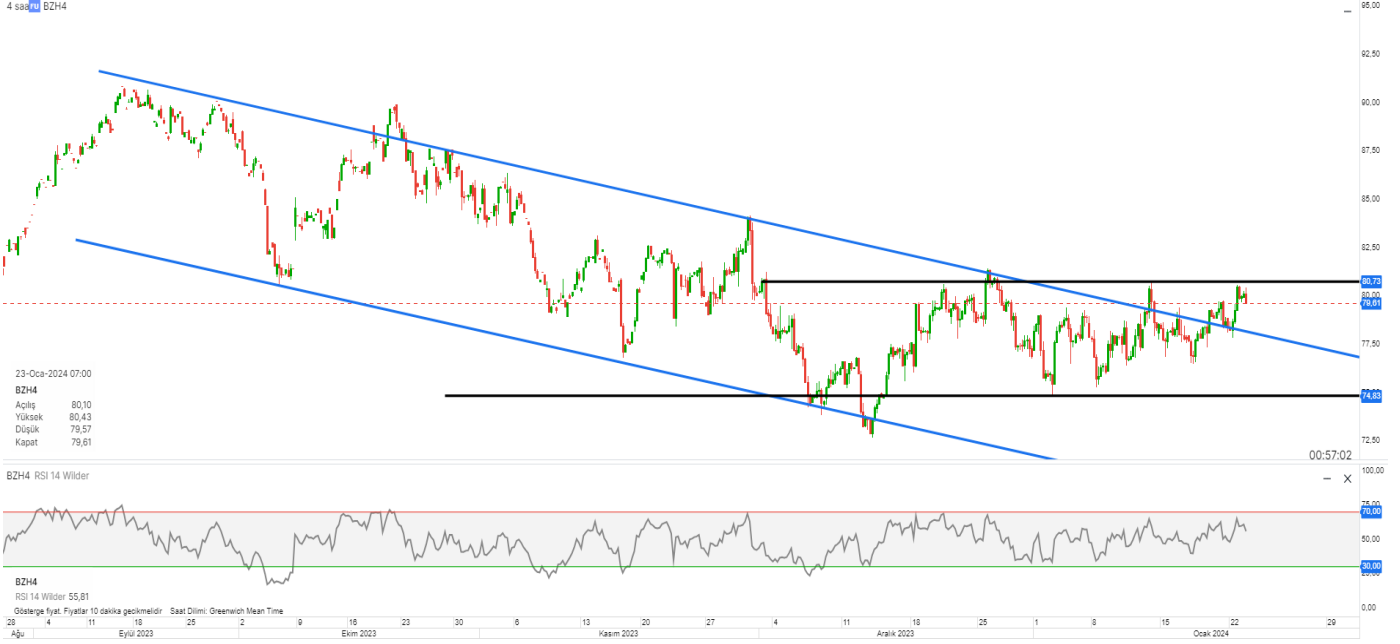 4 saa ru BZH4
95,00
92,50
90,00
87,50
85,00
82,50
80,73
80,00
79,61
77,50
74,83
72,50
23-Oca-2024 07:00
BZH4
Açılış 80,10
Yüksek 80,43
Düşük 79,57
Kapat 79,61
00:57:02
BZH4 RSI 14 Wilder
100,00
75,00
70,00
50,00
30,00
25,00
0,00
BZH4
RSI 14 Wilder 55,81
Gösterge fiyat. Fiyatlar 10 dakika gecikmelidir Saat Dilimi: Greenwich Mean Time
28 4 11 18 25 2 9 16 23 30 6 13 20 27 4 11 18 25 1 8 15 22 29
Ağu Eylül 2023 Ekim 2023 Kasım 2023 Aralık 2023 Ocak 2024